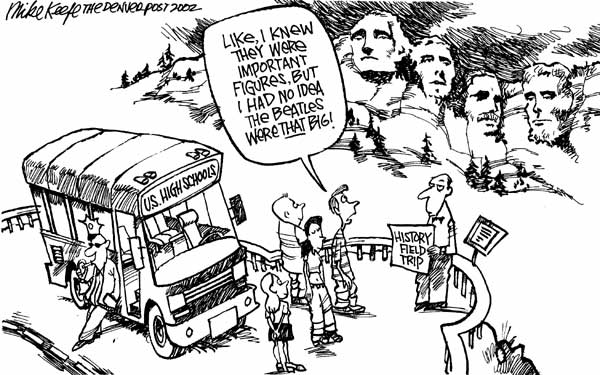 Mike Keefe THE DENVER POST 2002
LIKE, I KNEW
THEY WERE
IMPORTANT
FIGURES, BUT
I HAD NO IDEA
THE BEATLES
WERE THAT BIG!
U.S. HIGH SCHOOLS
HISTORY
FIELD
TRIP